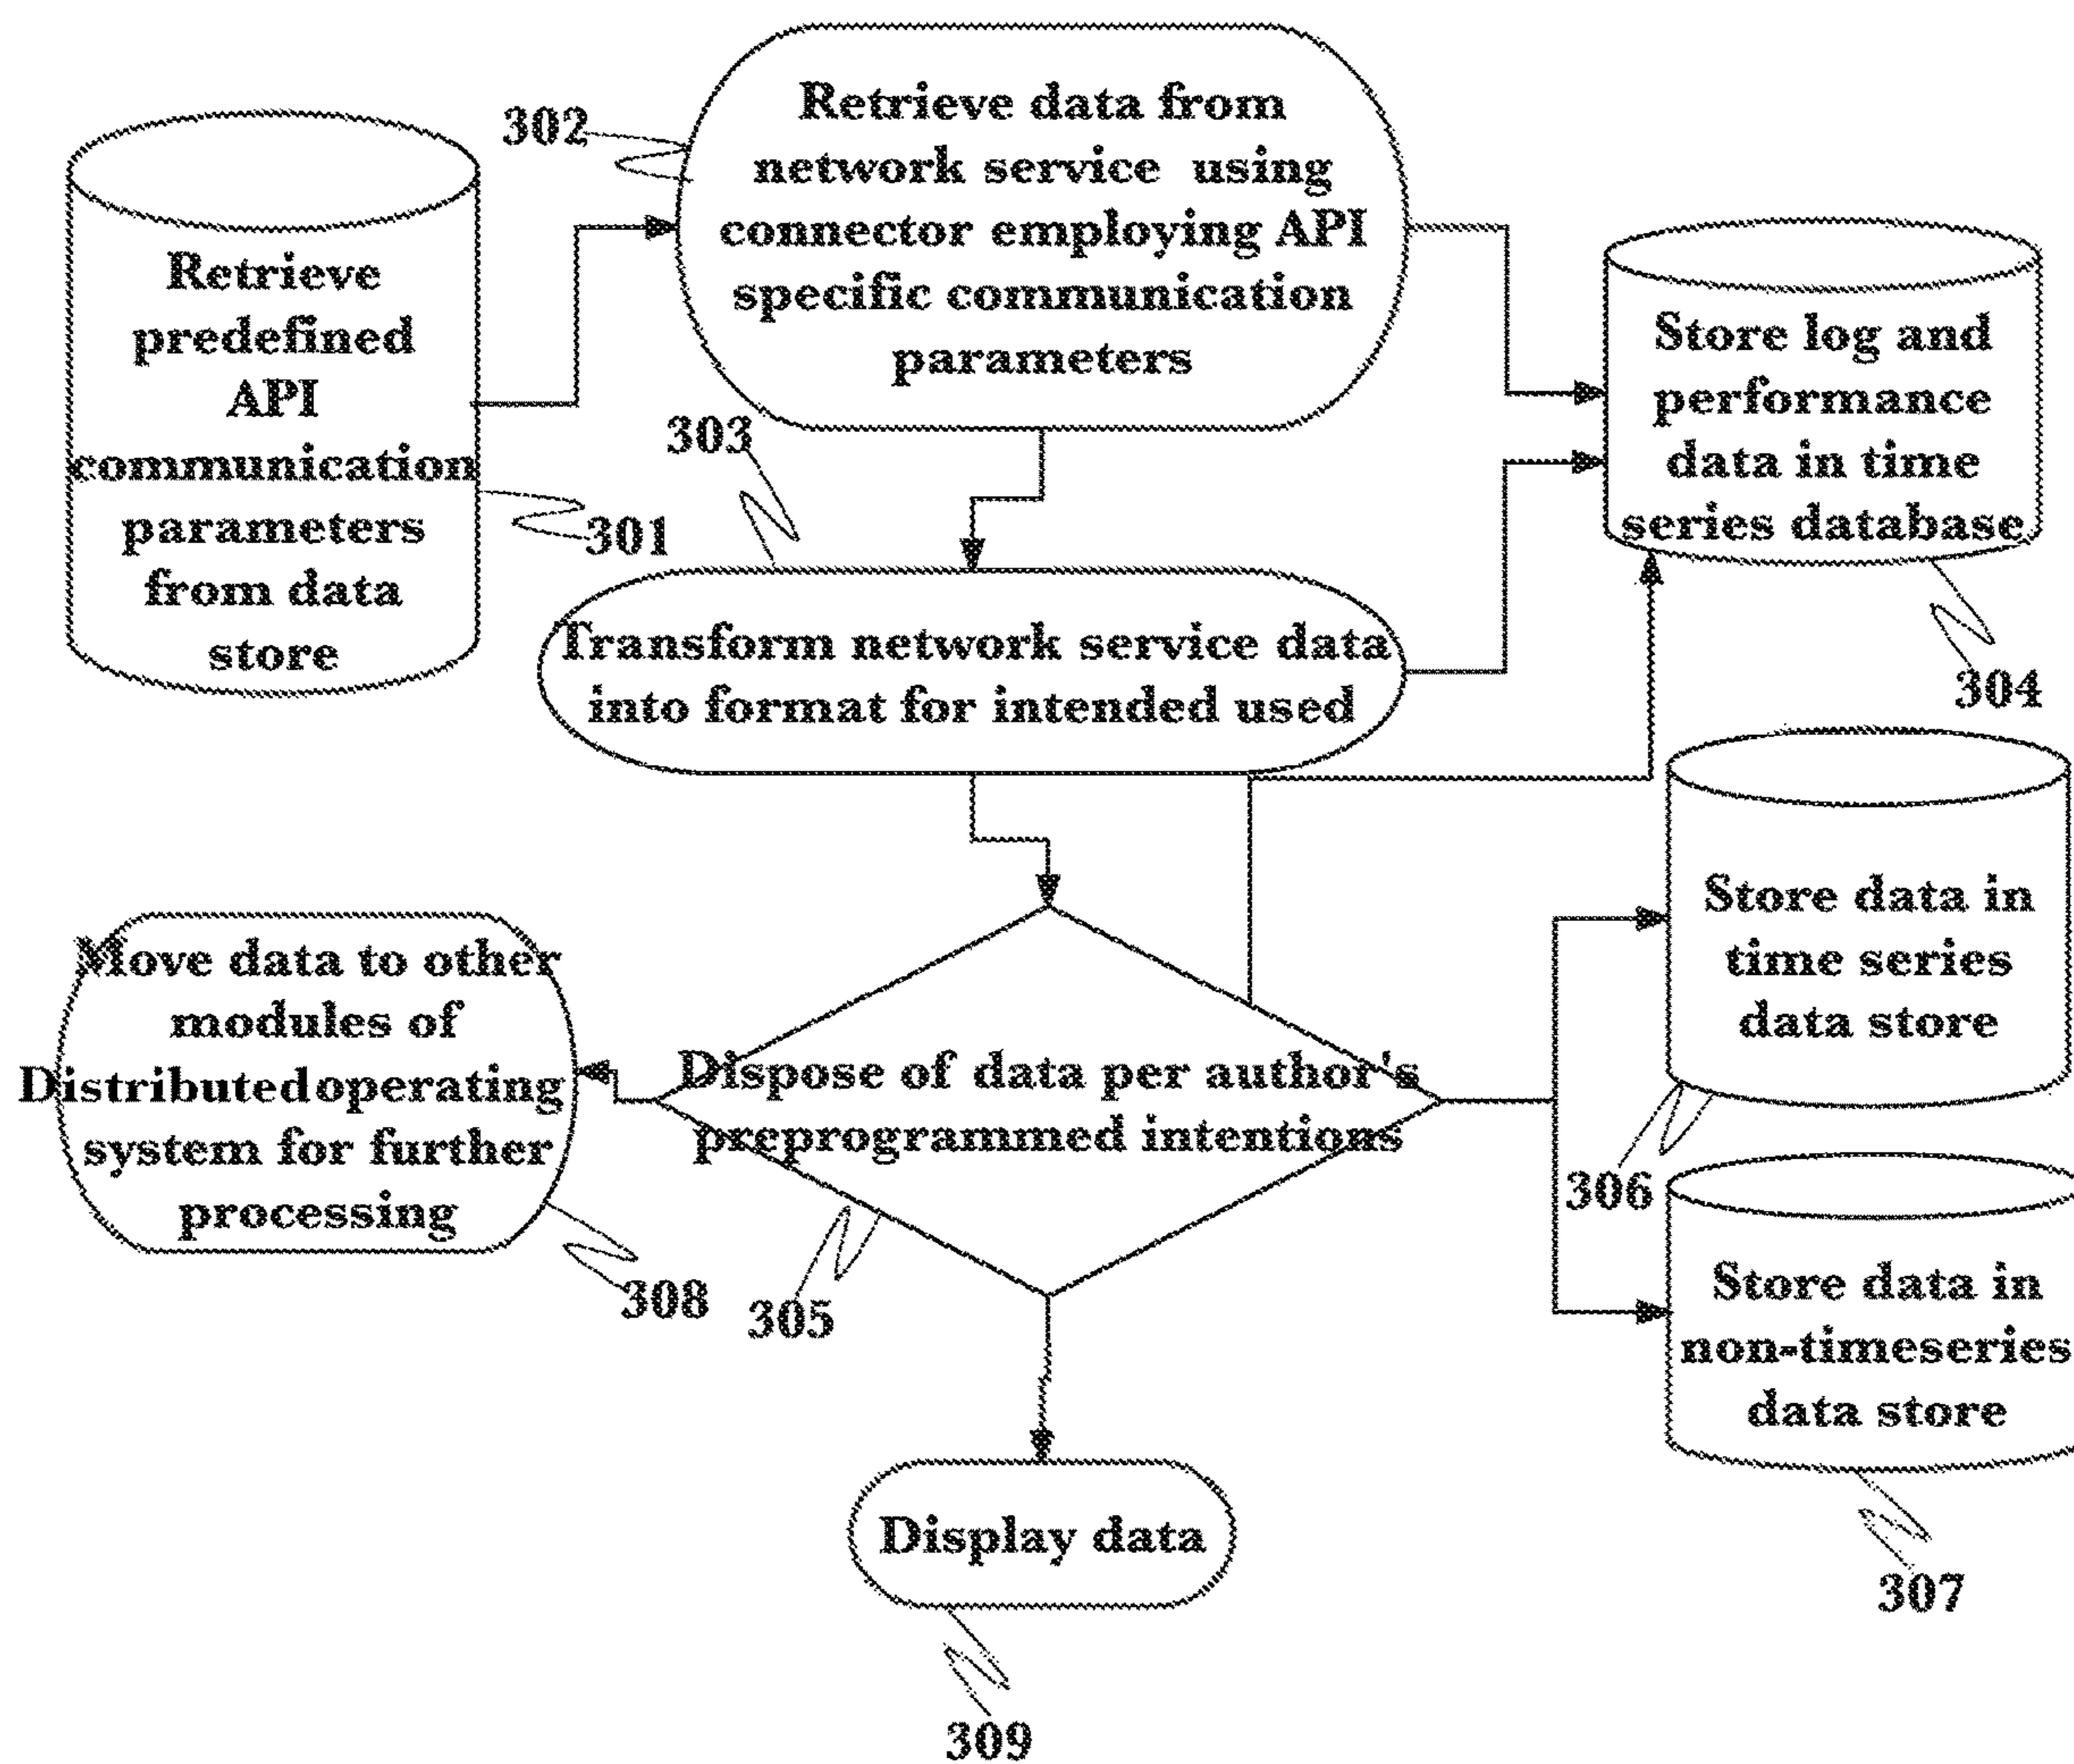 302
Retrieve data from
network service using
connector employing API
specific communication
parameters
Retrieve
predefined
API
communication
parameters
from data
store
301
303
Store log and
performance
data in time
series database
304
Transform network service data
into format for intended used
Move data to other
modules of
Distributed operating
system for further
processing
308
Dispose of data per author's
preprogrammed intentions
305
Store data in
time series
data store
306
Store data in
non-timeseries
data store
307
Display data
309